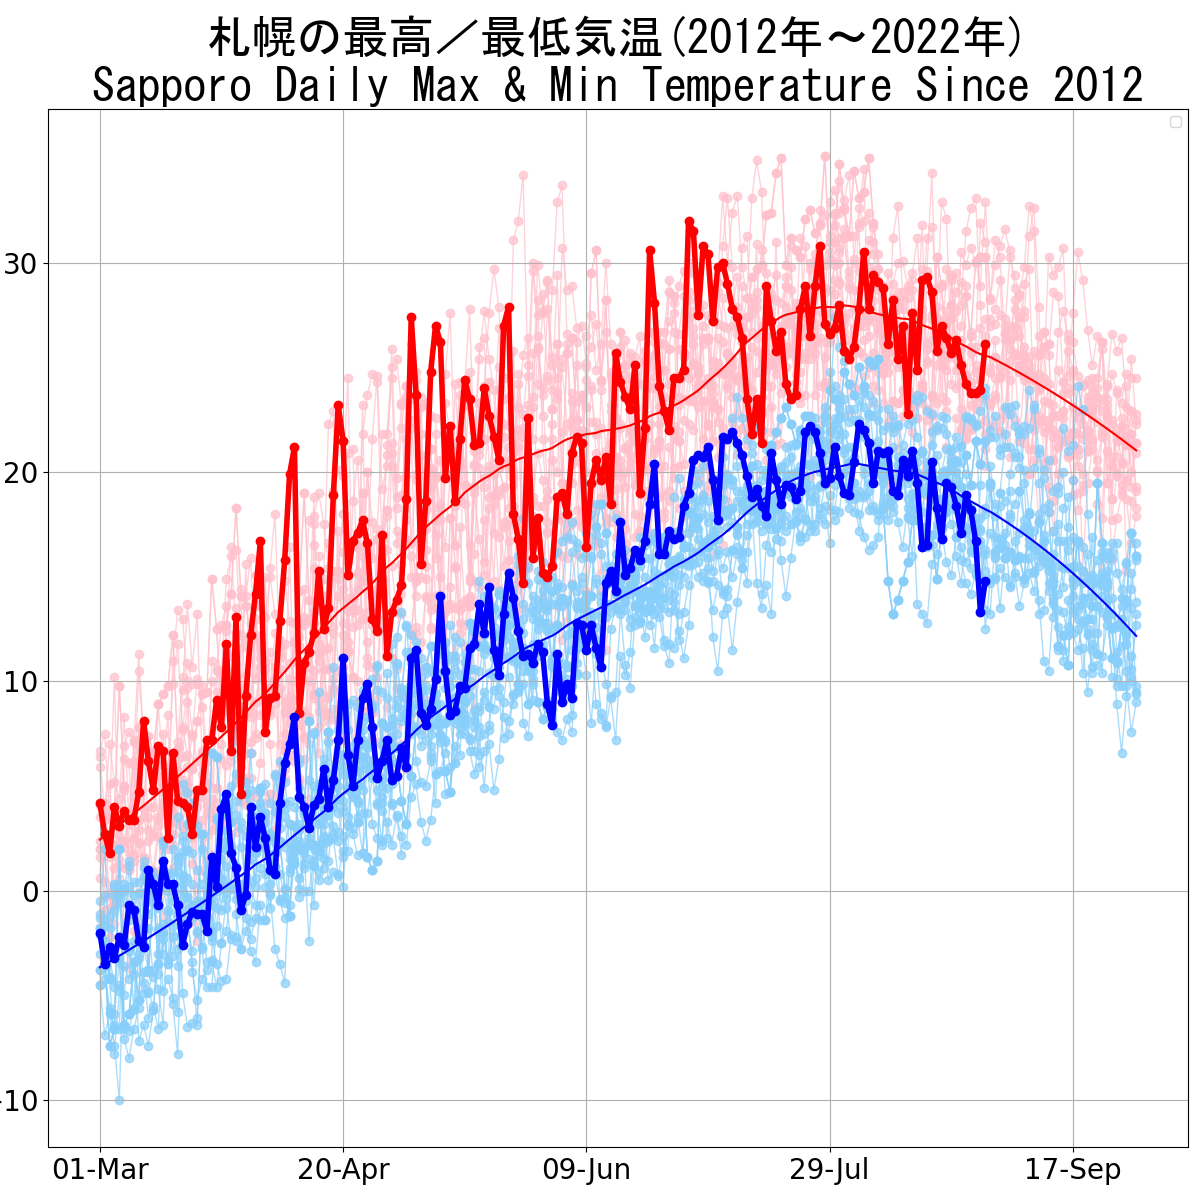 札幌の最高／最低気温(2012年～2022年)
Sapporo Daily Max & Min Temperature Since 2012
30
20
10
0
-10
01-Mar 20-Apr 09-Jun 29-Jul 17-Sep